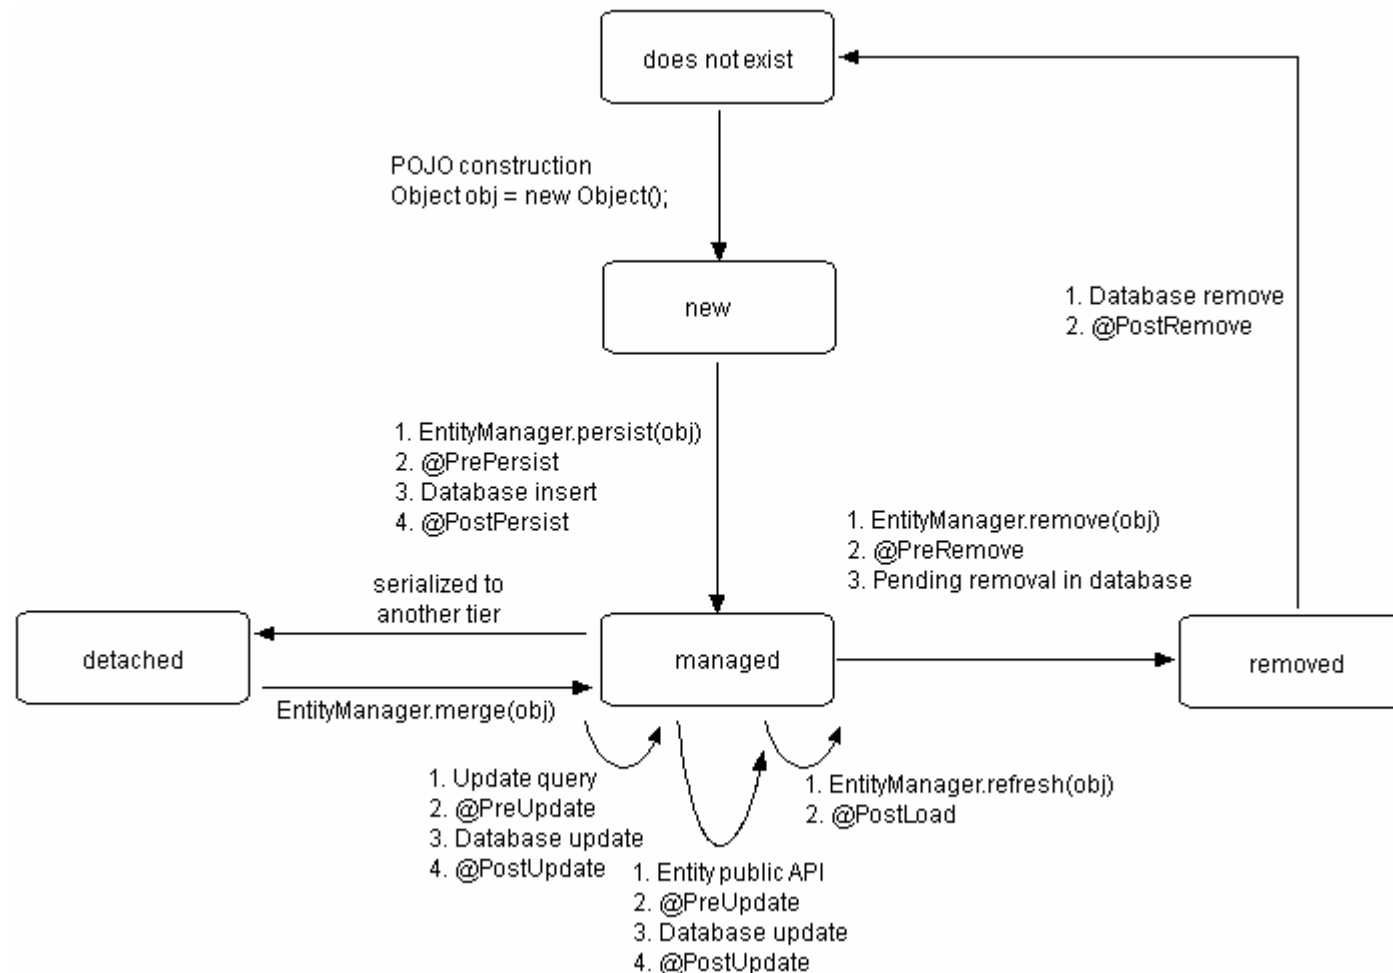 does not exist
POJO construction
Object obj = new Object();
new
1. Database remove
2. @PostRemove
1. EntityManager.persist(obj)
2. @PrePersist
3. Database insert
4. @PostPersist
1. EntityManager.remove(obj)
2. @PreRemove
3. Pending removal in database
serialized to
another tier
detached
managed
removed
EntityManager.merge(obj)
1. Update query
2. @PreUpdate
3. Database update
4. @PostUpdate
1. EntityManager.refresh(obj)
2. @PostLoad
1. Entity public API
2. @PreUpdate
3. Database update
4. @PostUpdate